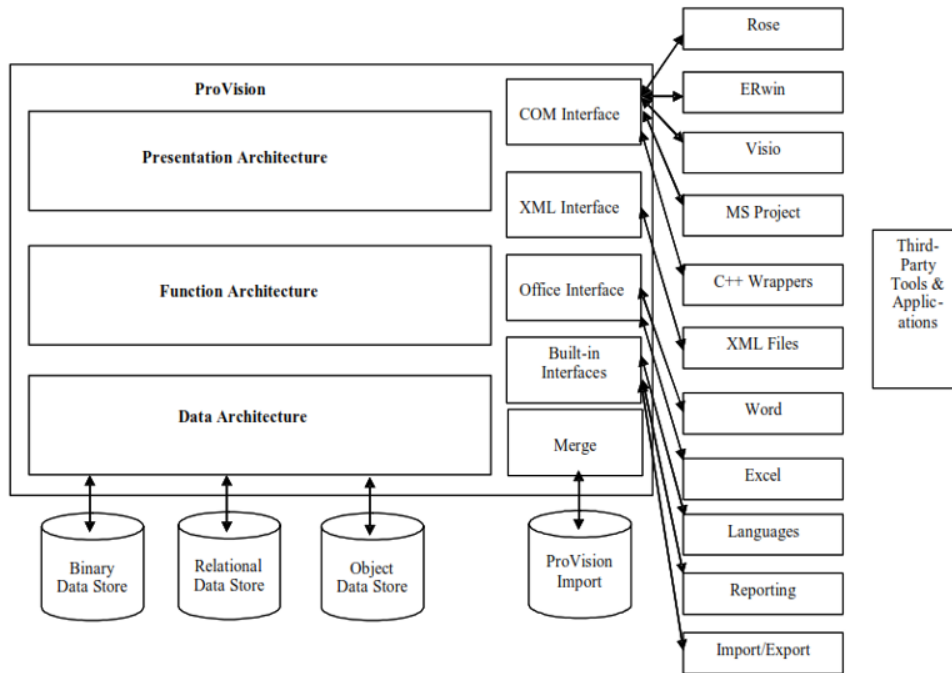 Rose
ProVision
COM Interface
ERwin
Presentation Architecture
Visio
XML Interface
MS Project
Third-
Party
Tools &
Applic-
ations
Function Architecture
Office Interface
C++ Wrappers
Built-in
Interfaces
XML Files
Data Architecture
Merge
Word
Excel
Languages
Binary
Data Store
Relational
Data Store
Object
Data Store
ProVision
Import
Reporting
Import/Export